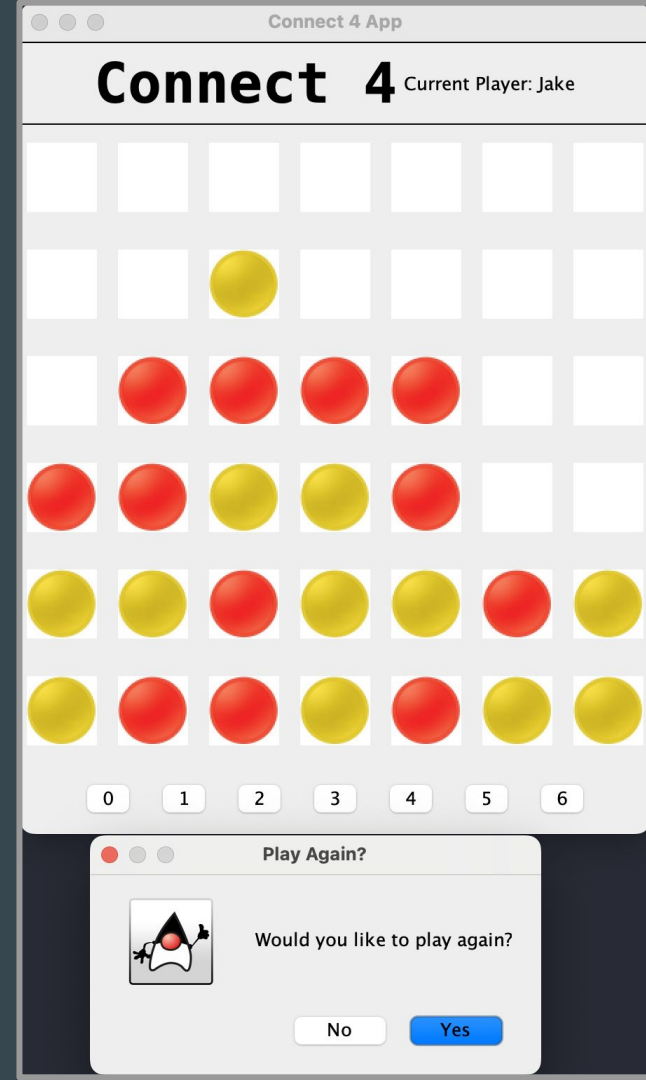 Connect 4 App
Connect 4 Current Player: Jake
0 1 2 3 4 5 6
Play Again?
Would you like to play again?
No Yes